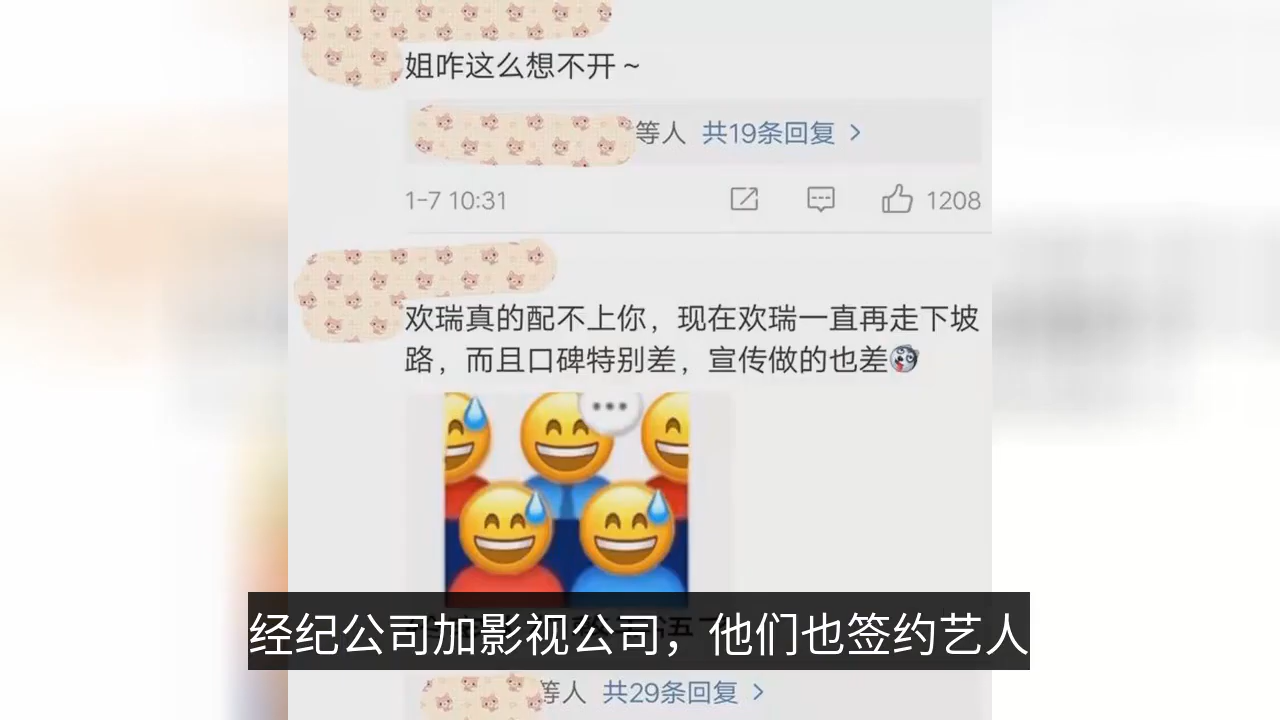 姐咋这么想不开～
等人 共19条回复 >
1-7 10:31 1208
欢瑞真的配不上你，现在欢瑞一直再走下坡
路，而且口碑特别差，宣传做的也差
经纪公司加影视公司，他们也签约艺人
等人 共29条回复 >